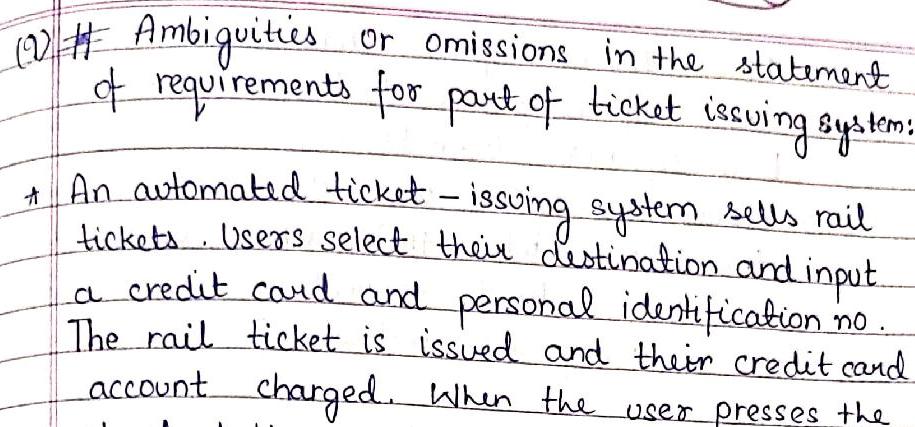 (2) # Ambiguities or omissions in the statement
of requirements for part of ticket issuing system:
* An automated ticket - issuing system sells rail
tickets. Users select their destination and input
a credit card and personal identification no.
The rail ticket is issued and their credit card
account charged. When the user presses the